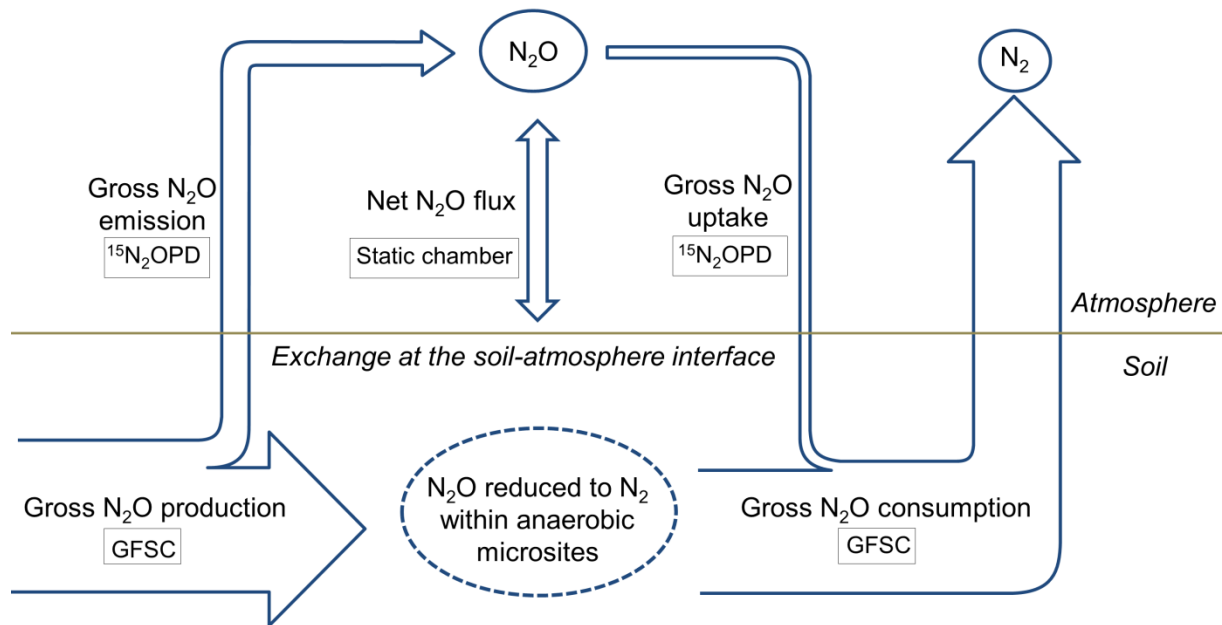 N₂O
N₂
Gross N₂O
emission
¹⁵N₂OPD
Net N₂O flux
Static chamber
Gross N₂O
uptake
¹⁵N₂OPD
Atmosphere
Exchange at the soil-atmosphere interface
Soil
Gross N₂O production
GFSC
N₂O reduced to N₂
within anaerobic
microsites
Gross N₂O consumption
GFSC